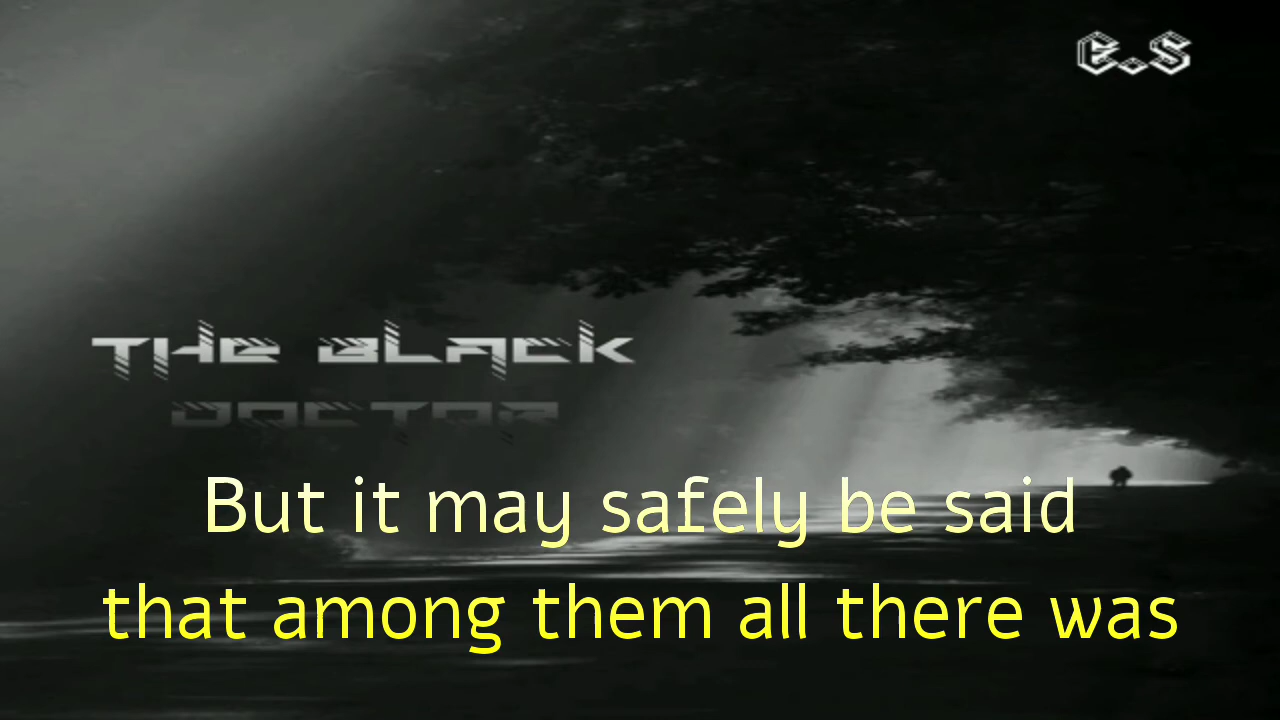 e.s
THE BLACK
DOCTOR
But it may safely be said
that among them all there was